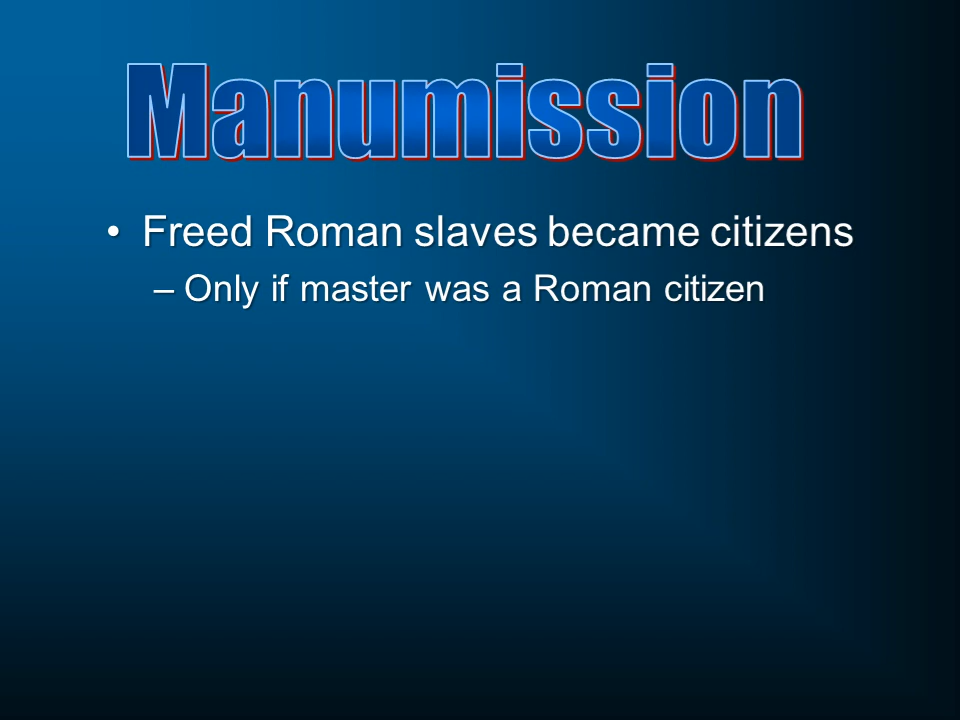 Manumission
• Freed Roman slaves became citizens
– Only if master was a Roman citizen